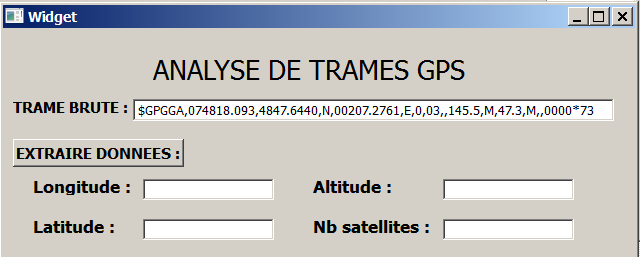 Widget
ANALYSE DE TRAMES GPS
TRAME BRUTE : $GPGGA,074818.093,4847.6440,N,00207.2761,E,0,03,,145.5,M,47.3,M,,0000*73
EXTRAIRE DONNEES :
Longitude : Altitude :
Latitude : Nb satellites :